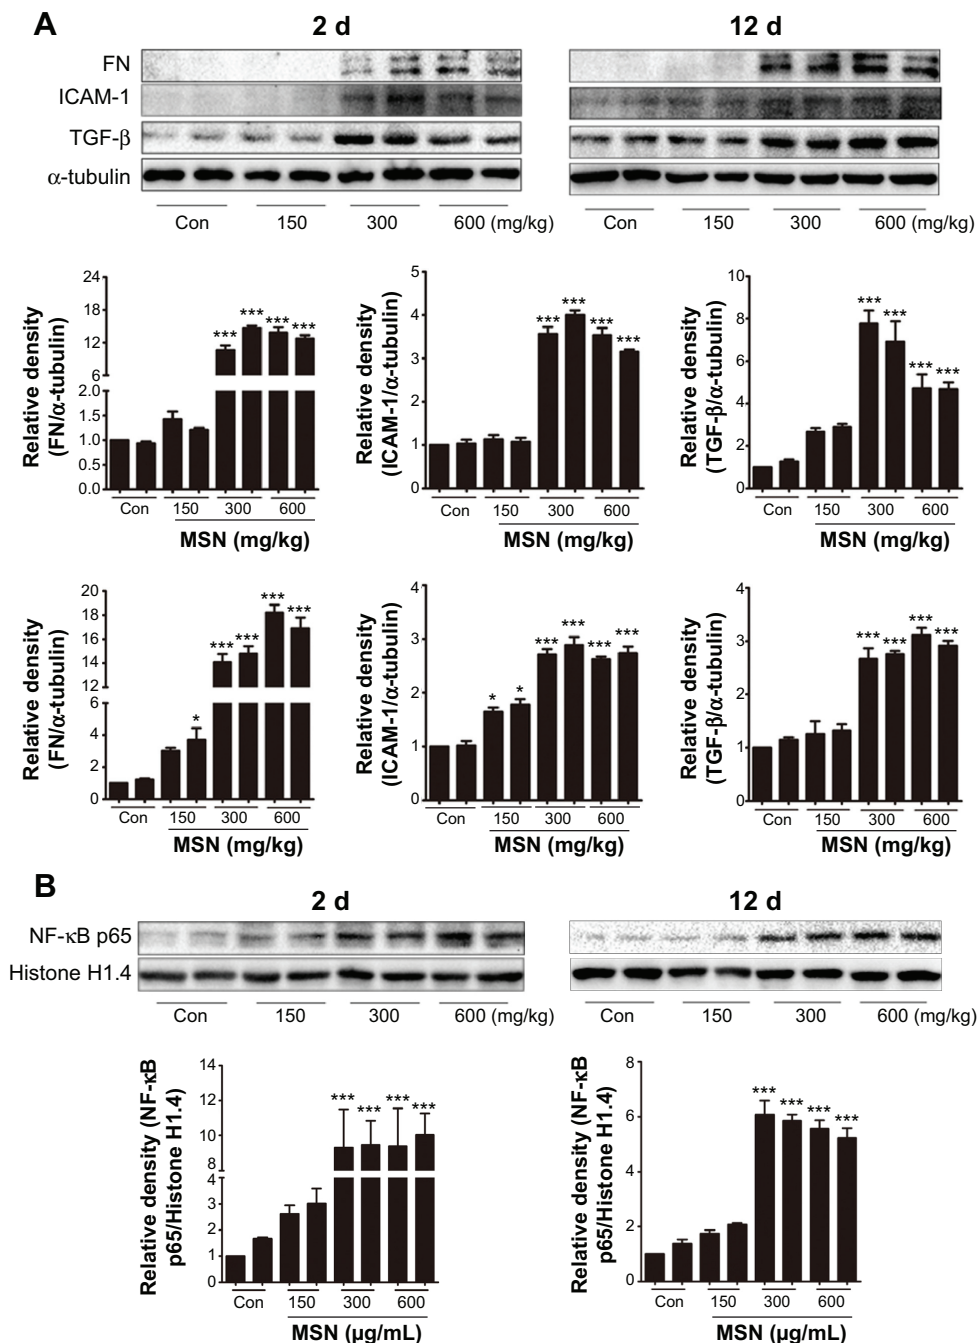 A
2 d
12 d
FN
ICAM-1
TGF-β
α-tubulin
Con 150 300 600 (mg/kg)
Con 150 300 600 (mg/kg)
Relative density
(FN/α-tubulin)
24
18
12
6
2.0
1.5
1.0
0.5
0.0
*** *** *** ***
Con 150 300 600
MSN (mg/kg)
Relative density
(ICAM-1/α-tubulin)
5
4
3
2
1
0
*** *** *** ***
Con 150 300 600
MSN (mg/kg)
Relative density
(TGF-β/α-tubulin)
10
8
6
4
2
0
*** *** *** ***
Con 150 300 600
MSN (mg/kg)
Relative density
(FN/α-tubulin)
20
18
16
14
12
6
4
2
0
* *** *** *** ***
Con 150 300 600
MSN (mg/kg)
Relative density
(ICAM-1/α-tubulin)
4
3
2
1
0
* * *** *** *** ***
Con 150 300 600
MSN (mg/kg)
Relative density
(TGF-β/α-tubulin)
4
3
2
1
0
*** *** *** ***
Con 150 300 600
MSN (mg/kg)
B
2 d
12 d
NF-κB p65
Histone H1.4
Con 150 300 600 (mg/kg)
Con 150 300 600 (mg/kg)
Relative density (NF-κB
p65/Histone H1.4)
14
12
10
8
4
3
2
1
0
*** *** *** ***
Con 150 300 600
MSN (µg/mL)
Relative density (NF-κB
p65/Histone H1.4)
8
6
4
2
0
*** *** *** ***
Con 150 300 600
MSN (µg/mL)